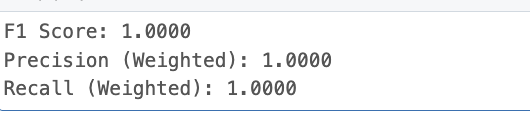 F1 Score: 1.0000
Precision (Weighted): 1.0000
Recall (Weighted): 1.0000